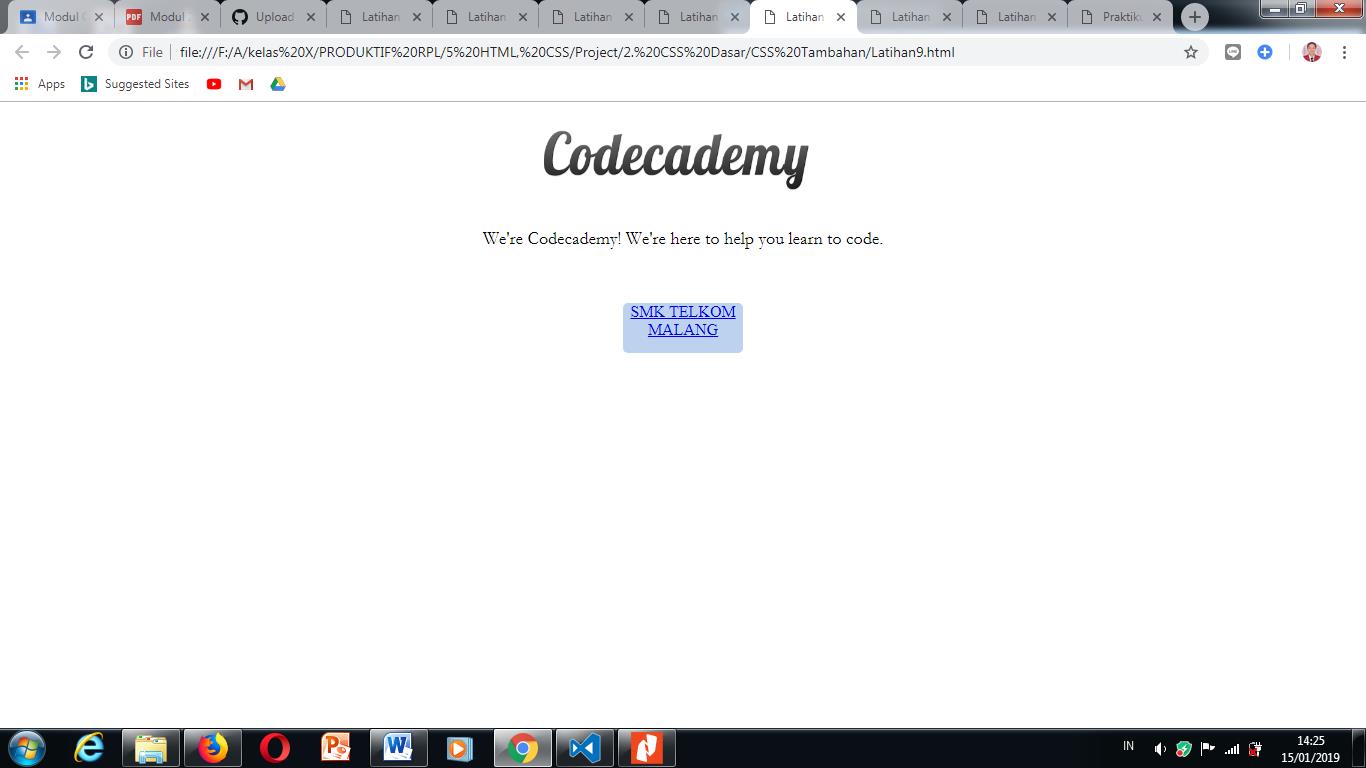 Modul
Modul
Upload
Latihan
Latihan
Latihan
Latihan
Latihan
Latihan
Latihan
Praktiku
File
file:///F:/A/kelas%20X/PRODUKTIF%20RPL/5%20HTML,%20CSS/Project/2.%20CSS%20Dasar/CSS%20Tambahan/Latihan9.html
Apps
Suggested Sites
Codecademy
We're Codecademy! We're here to help you learn to code.
SMK TELKOM
MALANG
IN
14:25
15/01/2019